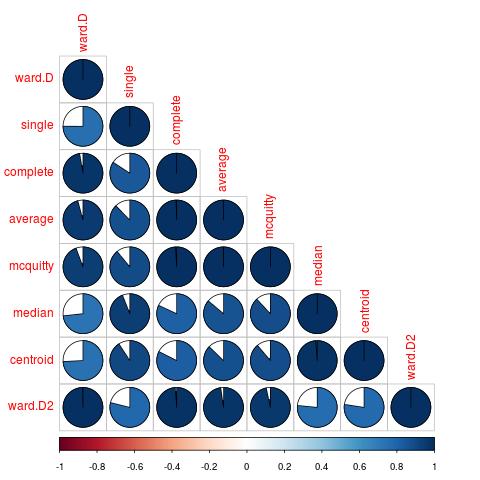 ward.D
single
complete
average
mcquitty
median
centroid
ward.D2
ward.D
single
complete
average
mcquitty
median
centroid
ward.D2
-1 -0.8 -0.6 -0.4 -0.2 0 0.2 0.4 0.6 0.8 1